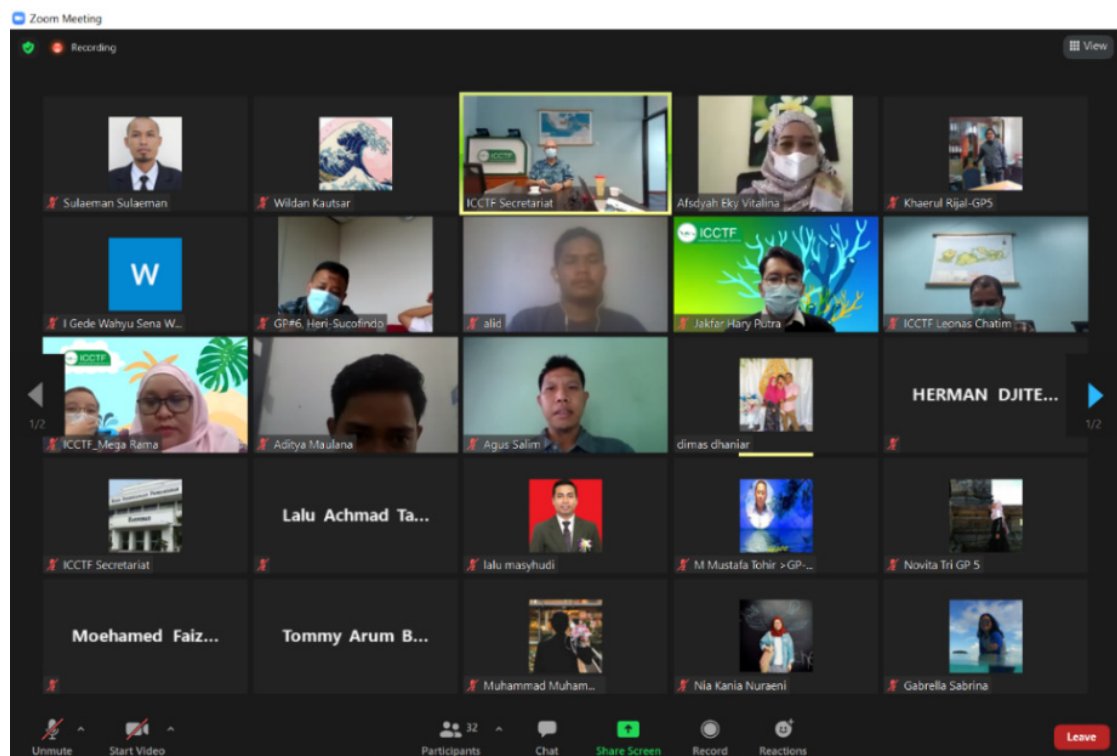 Zoom Meeting
Recording
View
Sulaeman Sulaeman
Wildan Kautsar
ICCTF
ICCTF Secretariat
Afsdyah Eky Vitalina
Khaerul Rijal-GP5
W
I Gede Wahyu Sena W...
GP#6, Heri-Sucofindo
alid
ICCTF
Jakfar Hary Putra
ICCTF Leonas Chatim
ICCTF
ICCTF_Mega Rama
Aditya Maulana
Agus Salim
dimas dhaniar
HERMAN DJITE...
1/2
1/2
ICCTF Secretariat
Lalu Achmad Ta...
lalu masyhudi
M Mustafa Tohir >GP-...
Novita Tri GP 5
Moehamed Faiz...
Tommy Arum B...
Muhammad Muham...
Nia Kania Nuraeni
Gabrella Sabrina
Unmute
Start Video
32
Participants
Chat
Share Screen
Record
Reactions
Leave